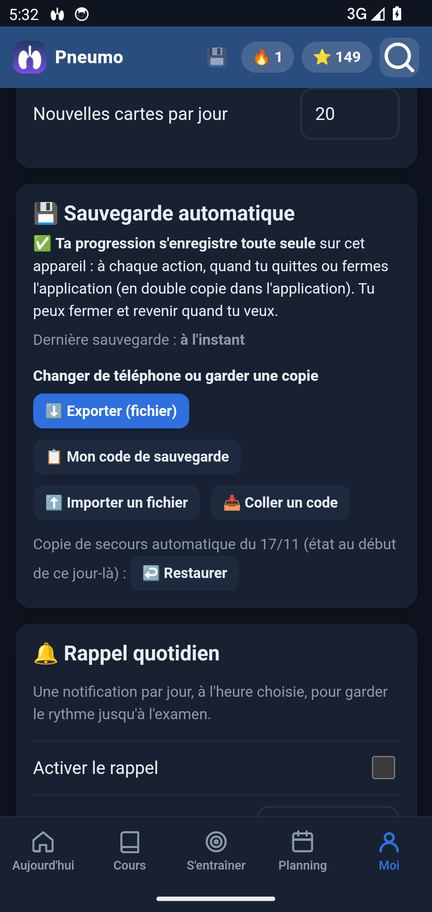 5:32
3G
Pneumo
💾
🔥 1
⭐ 149
Nouvelles cartes par jour
20
💾 Sauvegarde automatique
✅ Ta progression s'enregistre toute seule sur cet
appareil : à chaque action, quand tu quittes ou fermes
l'application (en double copie dans l'application). Tu
peux fermer et revenir quand tu veux.
Dernière sauvegarde : à l'instant
Changer de téléphone ou garder une copie
⬇️ Exporter (fichier)
📋 Mon code de sauvegarde
⬆️ Importer un fichier
📥 Coller un code
Copie de secours automatique du 17/11 (état au début
de ce jour-là) : ↩️ Restaurer
🔔 Rappel quotidien
Une notification par jour, à l'heure choisie, pour garder
le rythme jusqu'à l'examen.
Activer le rappel
Aujourd'hui
Cours
S'entraîner
Planning
Moi